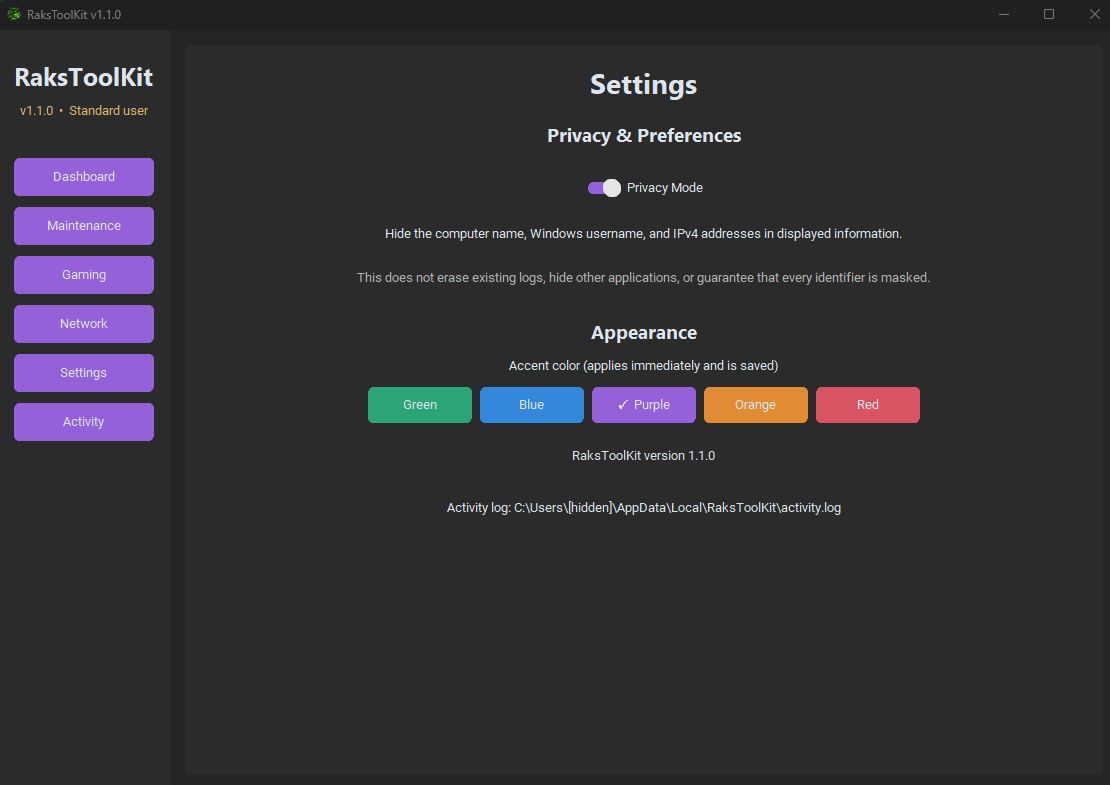 RaksToolKit v1.1.0
RaksToolKit
v1.1.0 • Standard user
Dashboard
Maintenance
Gaming
Network
Settings
Activity
Settings
Privacy & Preferences
Privacy Mode
Hide the computer name, Windows username, and IPv4 addresses in displayed information.
This does not erase existing logs, hide other applications, or guarantee that every identifier is masked.
Appearance
Accent color (applies immediately and is saved)
Green
Blue
✓ Purple
Orange
Red
RaksToolKit version 1.1.0
Activity log: C:\Users\[hidden]\AppData\Local\RaksToolKit\activity.log